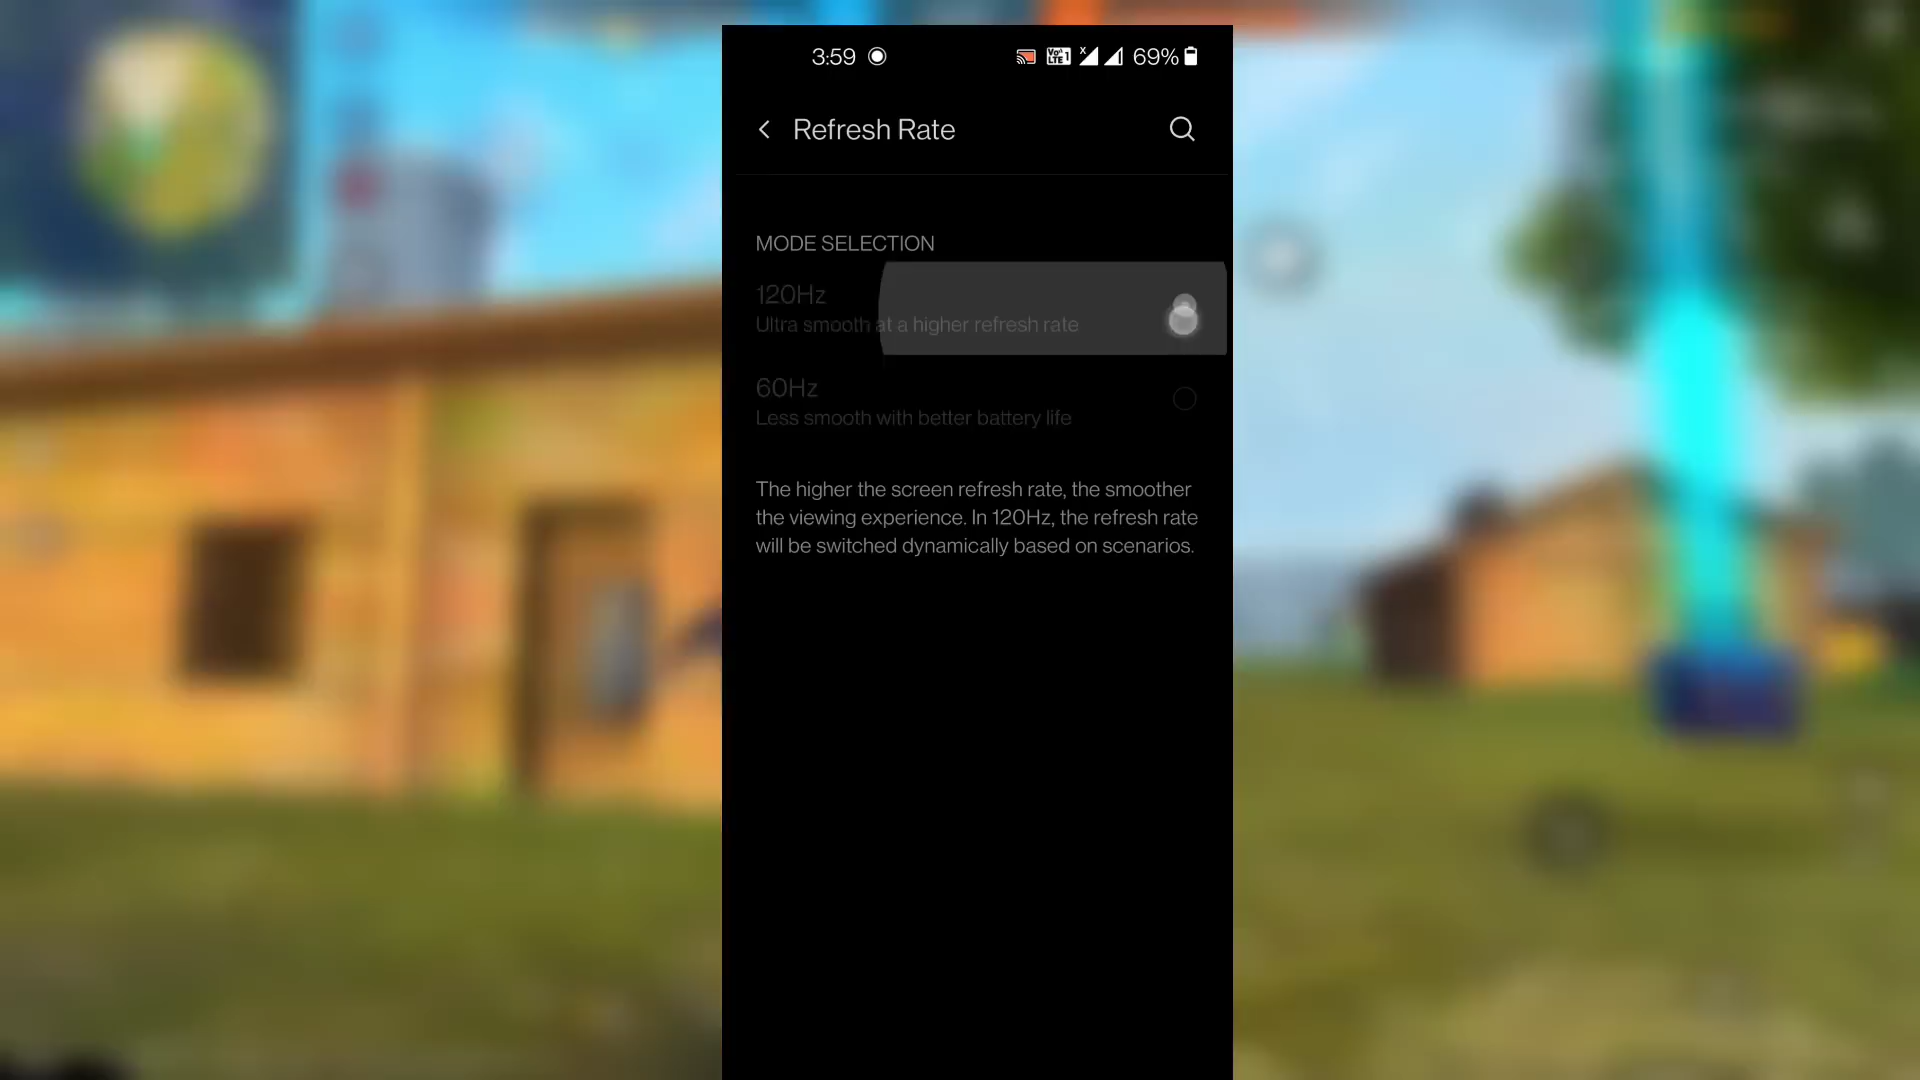 3:59
VoLTE 1 x 69%
Refresh Rate
MODE SELECTION
120Hz
Ultra smooth at a higher refresh rate
60Hz
Less smooth with better battery life
The higher the screen refresh rate, the smoother
the viewing experience. In 120Hz, the refresh rate
will be switched dynamically based on scenarios.